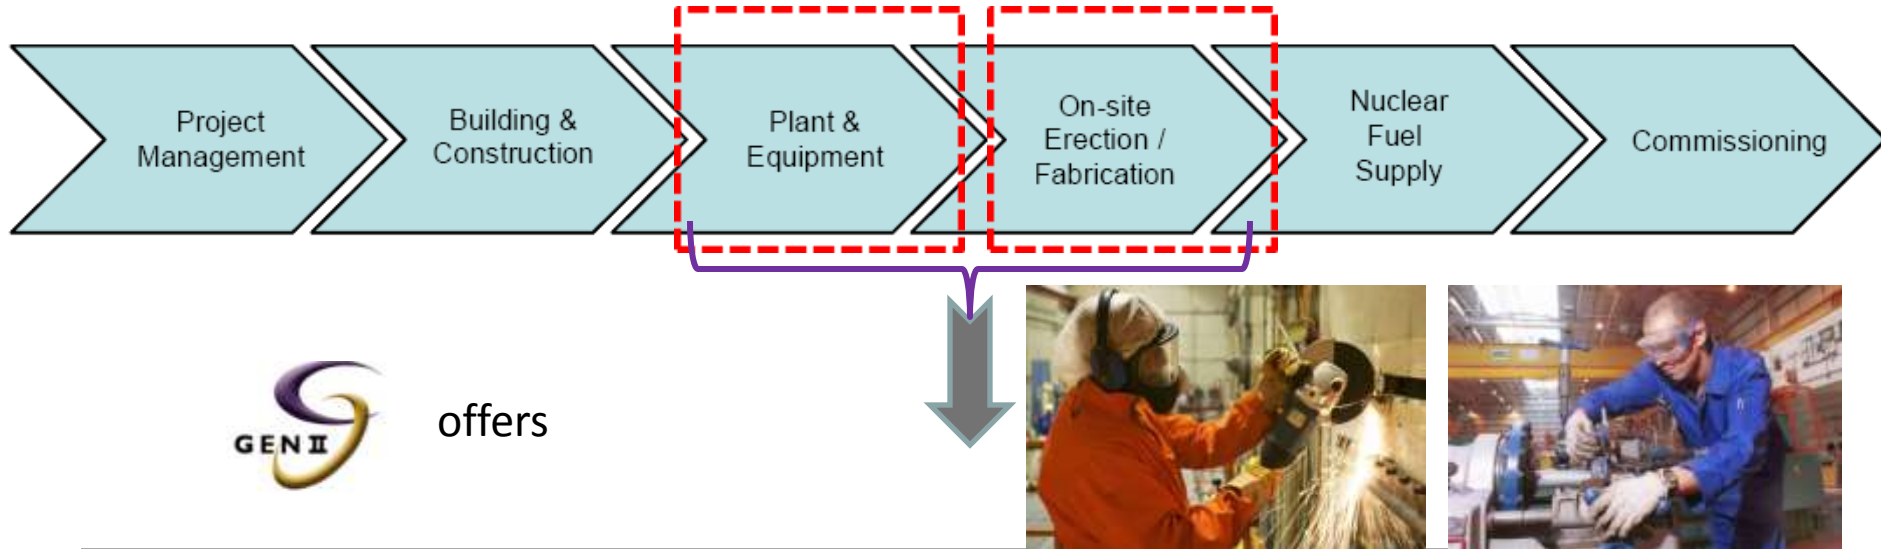 Project
Management
Building &
Construction
Plant &
Equipment
On-site
Erection /
Fabrication
Nuclear
Fuel
Supply
Commissioning
GEN II
offers